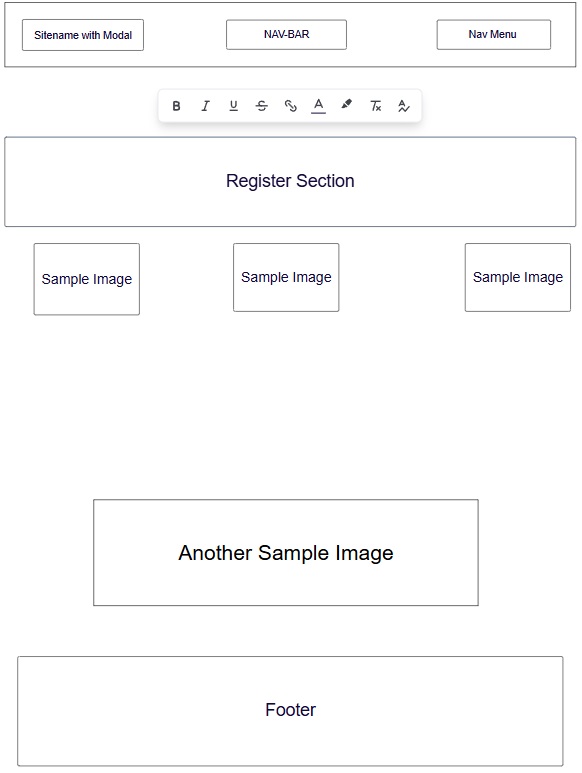 Sitename with Modal
NAV-BAR
Nav Menu
B I U S A Tx A
Register Section
Sample Image
Sample Image
Sample Image
Another Sample Image
Footer